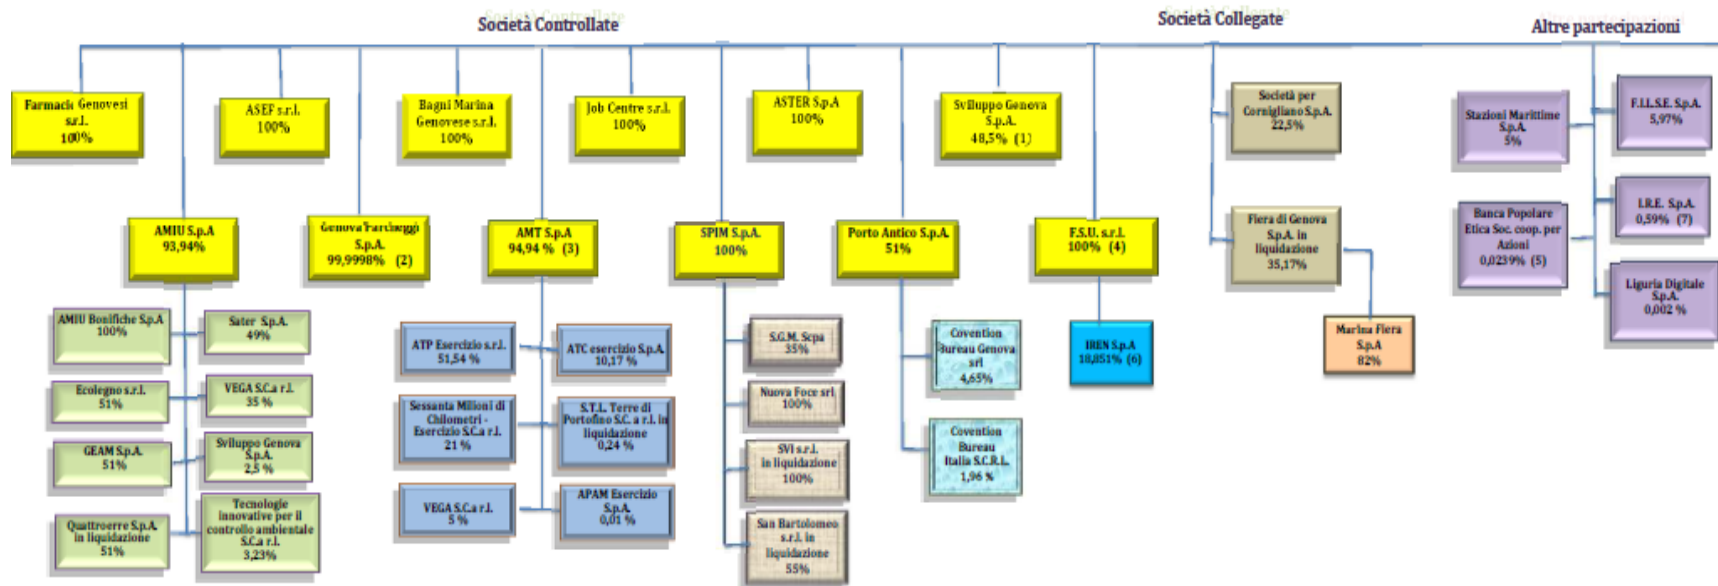 Società Controllate
Società Collegate
Altre partecipazioni
Farmacie Genovesi
s.r.l.
100%
ASEF s.r.l.
100%
Bagni Marina
Genovese s.r.l.
100%
Job Centre s.r.l.
100%
ASTER S.p.A
100%
Sviluppo Genova
S.p.A.
48,5% (1)
Società per
Cornigliano S.p.A.
22,5%
Stazioni Marittime
S.p.A.
5%
F.I.L.S.E. S.p.A.
5,97%
AMIU S.p.A
93,94%
Genova Parcheggi
S.p.A.
99,9998% (2)
AMT S.p.A
94,94 % (3)
SPIM S.p.A.
100%
Porto Antico S.p.A.
51%
F.S.U. s.r.l.
100% (4)
Fiera di Genova
S.p.A. in
liquidazione
35,17%
Banca Popolare
Etica Soc. coop. per
Azioni
0,0239% (5)
I.R.E. S.p.A.
0,59% (7)
Liguria Digitale
S.p.A.
0,002 %
AMIU Bonifiche S.p.A
100%
Sater S.p.A.
49%
Ecolegno s.r.l.
51%
VEGA S.C.a r.l.
35 %
GEAM S.p.A.
51%
Sviluppo Genova
S.p.A.
2,5 %
Quattroerre S.p.A.
in liquidazione
51%
Tecnologie
innovative per il
controllo ambientale
S.C.a r.l.
3,23%
ATP Esercizio s.r.l.
51,54 %
ATC esercizio S.p.A.
10,17 %
Sessanta Milioni di
Chilometri -
Esercizio S.C.a r.l.
21 %
S.T.L. Terre di
Portofino S.C. a r.l. in
liquidazione
0,24 %
VEGA S.C.a r.l.
5 %
APAM Esercizio
S.p.A.
0,01 %
S.G.M. Scpa
35%
Nuova Foce srl
100%
SVI s.r.l.
in liquidazione
100%
San Bartolomeo
s.r.l. in
liquidazione
55%
Covention
Bureau Genova
srl
4,65%
Covention
Bureau
Italia S.C.R.L.
1,96 %
IREN S.p.A
18,851% (6)
Marina Fiera
S.p.A
82%